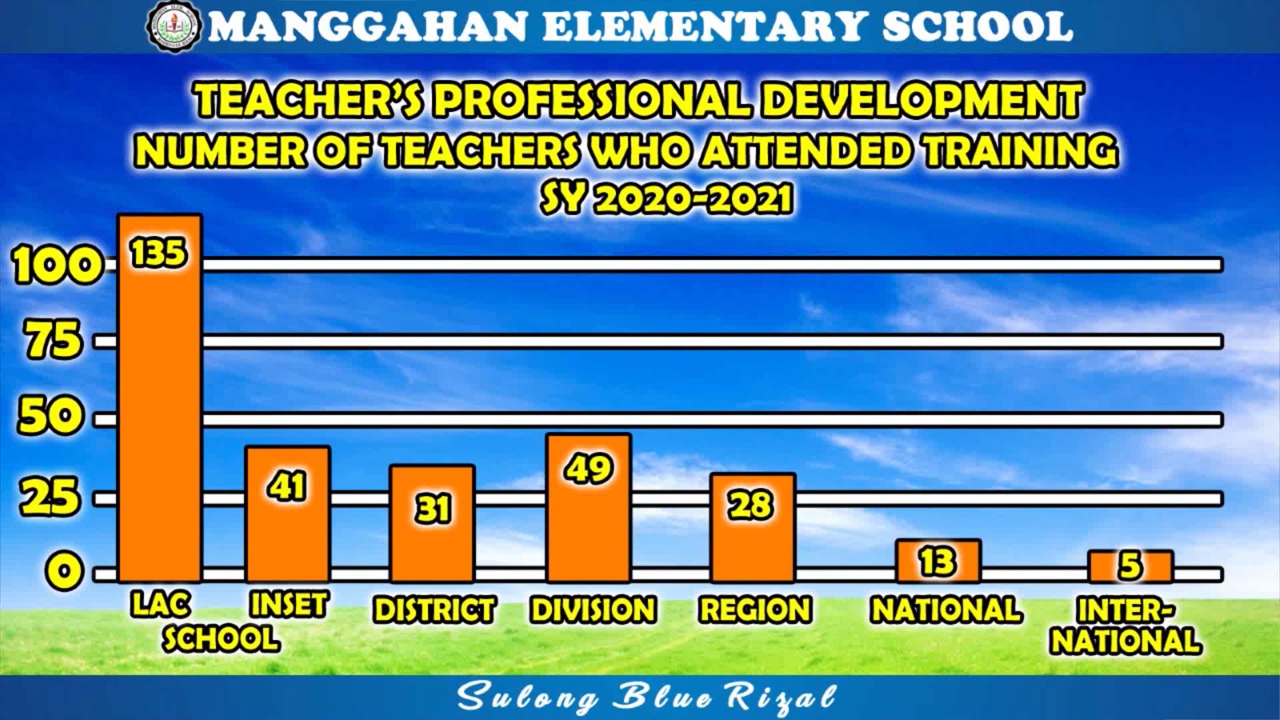 MANGGAHAN ELEMENTARY SCHOOL
TEACHER'S PROFESSIONAL DEVELOPMENT
NUMBER OF TEACHERS WHO ATTENDED TRAINING
SY 2020-2021
100
75
50
25
0
135
41
31
49
28
13
5
LAC INSET DISTRICT DIVISION REGION NATIONAL INTER-
SCHOOL NATIONAL
Sulong Blue Rizal